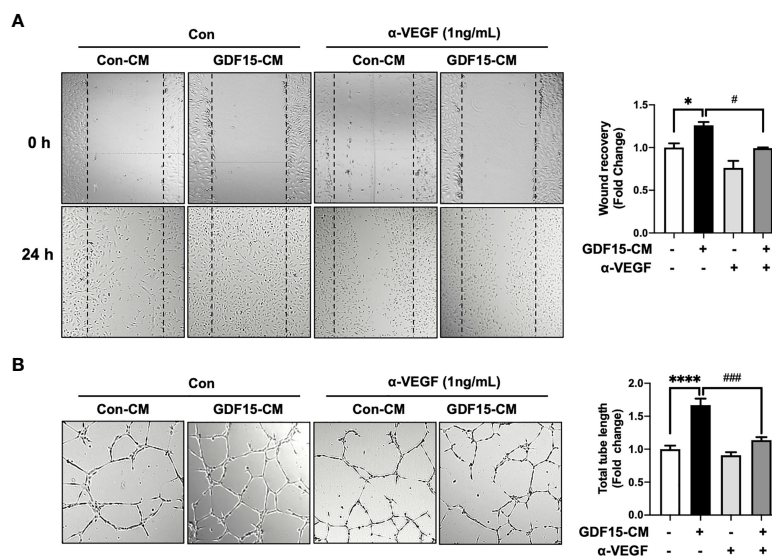 A
Con
α-VEGF (1ng/mL)
Con-CM
GDF15-CM
Con-CM
GDF15-CM
0 h
24 h
Wound recovery
(Fold Change)
1.5
1.0
0.5
0.0
*
#
GDF15-CM - + - +
α-VEGF - - + +
B
Con
α-VEGF (1ng/mL)
Con-CM
GDF15-CM
Con-CM
GDF15-CM
Total tube length
(Fold change)
2.0
1.5
1.0
0.5
0.0
****
###
GDF15-CM - + - +
α-VEGF - - + +